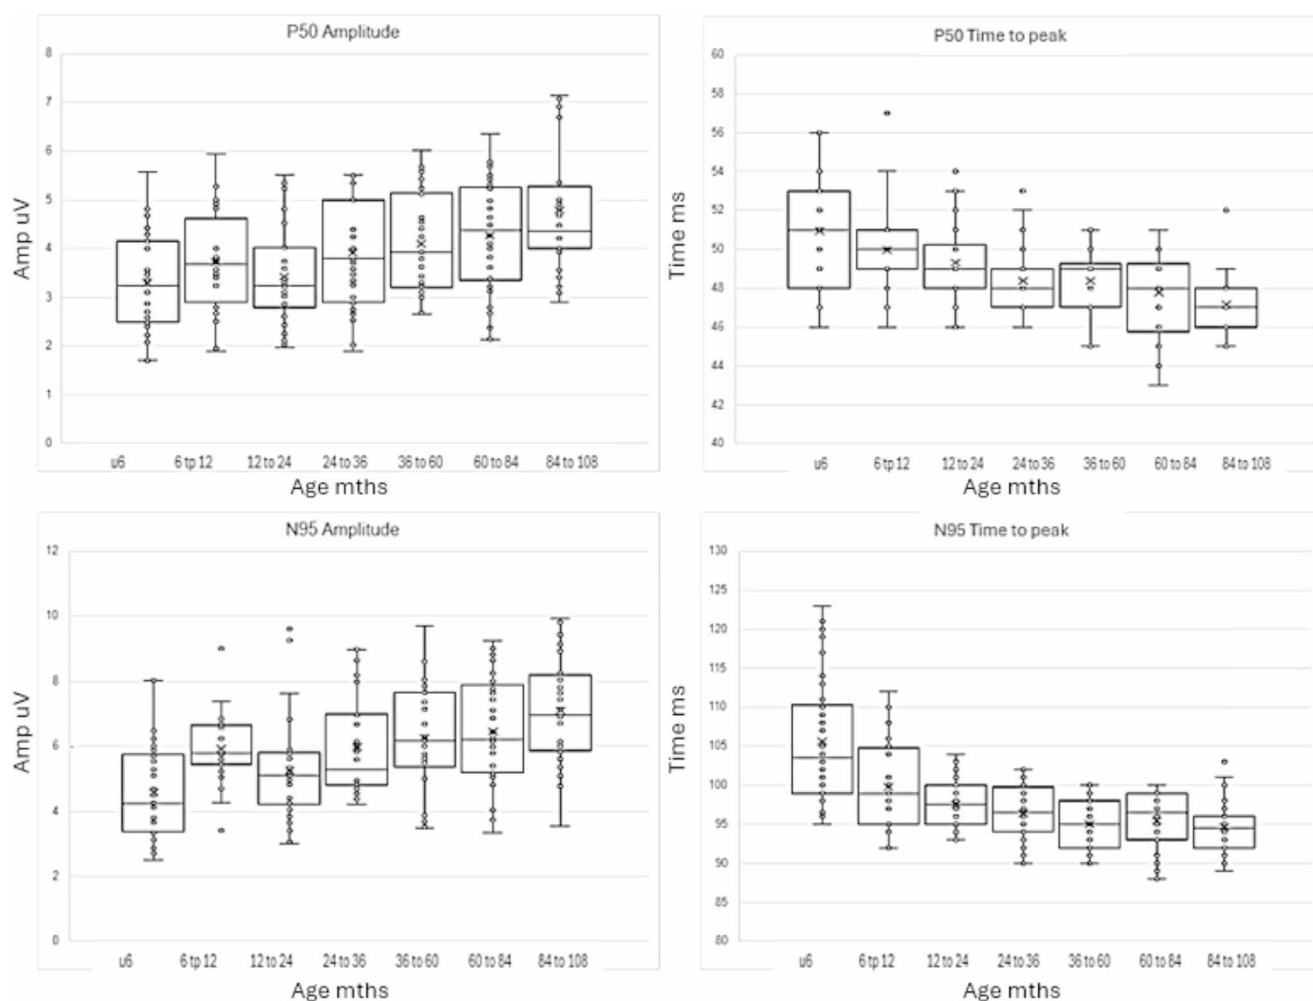 P50 Amplitude
8
7
6
5
4
3
2
1
0
Amp uV
u6 6 tp 12 12 to 24 24 to 36 36 to 60 60 to 84 84 to 108
Age mths
P50 Time to peak
60
58
56
54
52
50
48
46
44
42
40
Time ms
u6 6 tp 12 12 to 24 24 to 36 36 to 60 60 to 84 84 to 108
Age mths
N95 Amplitude
12
10
8
6
4
2
0
Amp uV
u6 6 tp 12 12 to 24 24 to 36 36 to 60 60 to 84 84 to 108
Age mths
N95 Time to peak
130
125
120
115
110
105
100
95
90
85
80
Time ms
u6 6 tp 12 12 to 24 24 to 36 36 to 60 60 to 84 84 to 108
Age mths